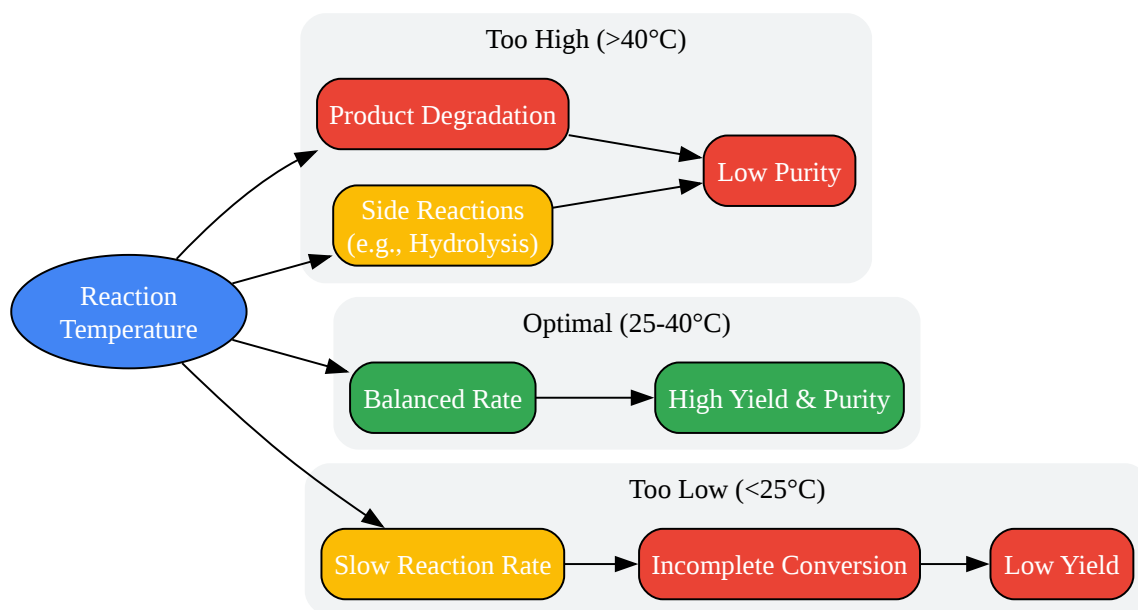 Too High (>40°C)
Product Degradation
Low Purity
Side Reactions
(e.g., Hydrolysis)
Reaction
Temperature
Optimal (25-40°C)
Balanced Rate
High Yield & Purity
Too Low (<25°C)
Slow Reaction Rate
Incomplete Conversion
Low Yield